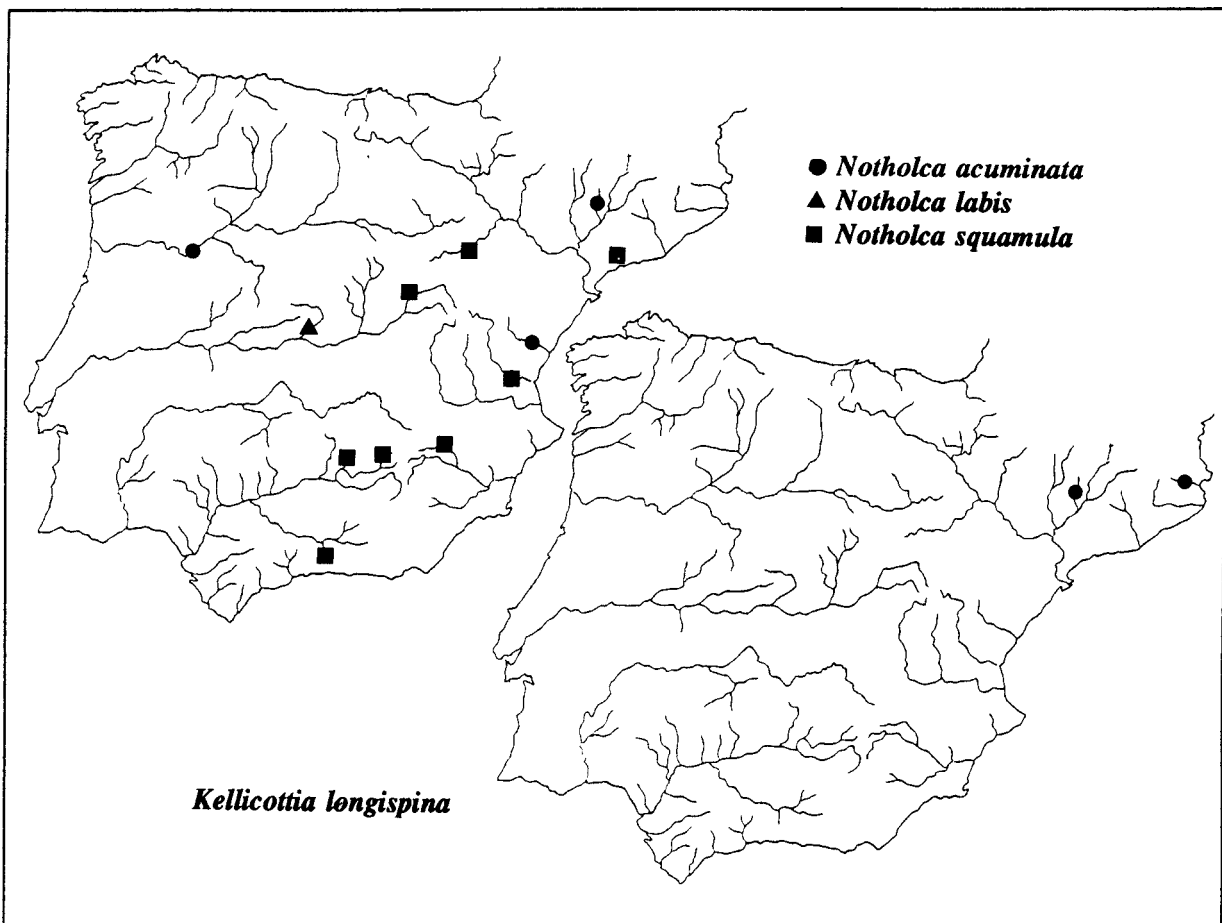 Notholca acuminata
Notholca labis
Notholca squamula
Kellicottia longispina